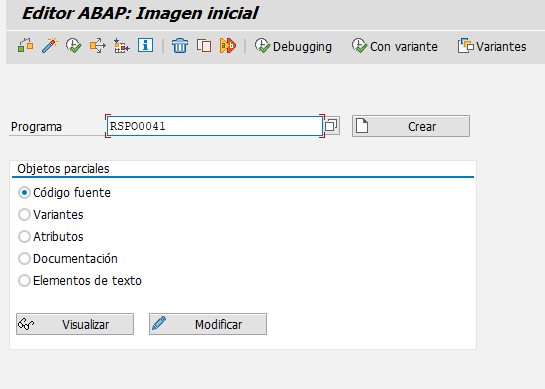 Editor ABAP: Imagen inicial
Debugging Con variante Variantes
Programa RSPO0041 Crear
Objetos parciales
Código fuente
Variantes
Atributos
Documentación
Elementos de texto
Visualizar Modificar